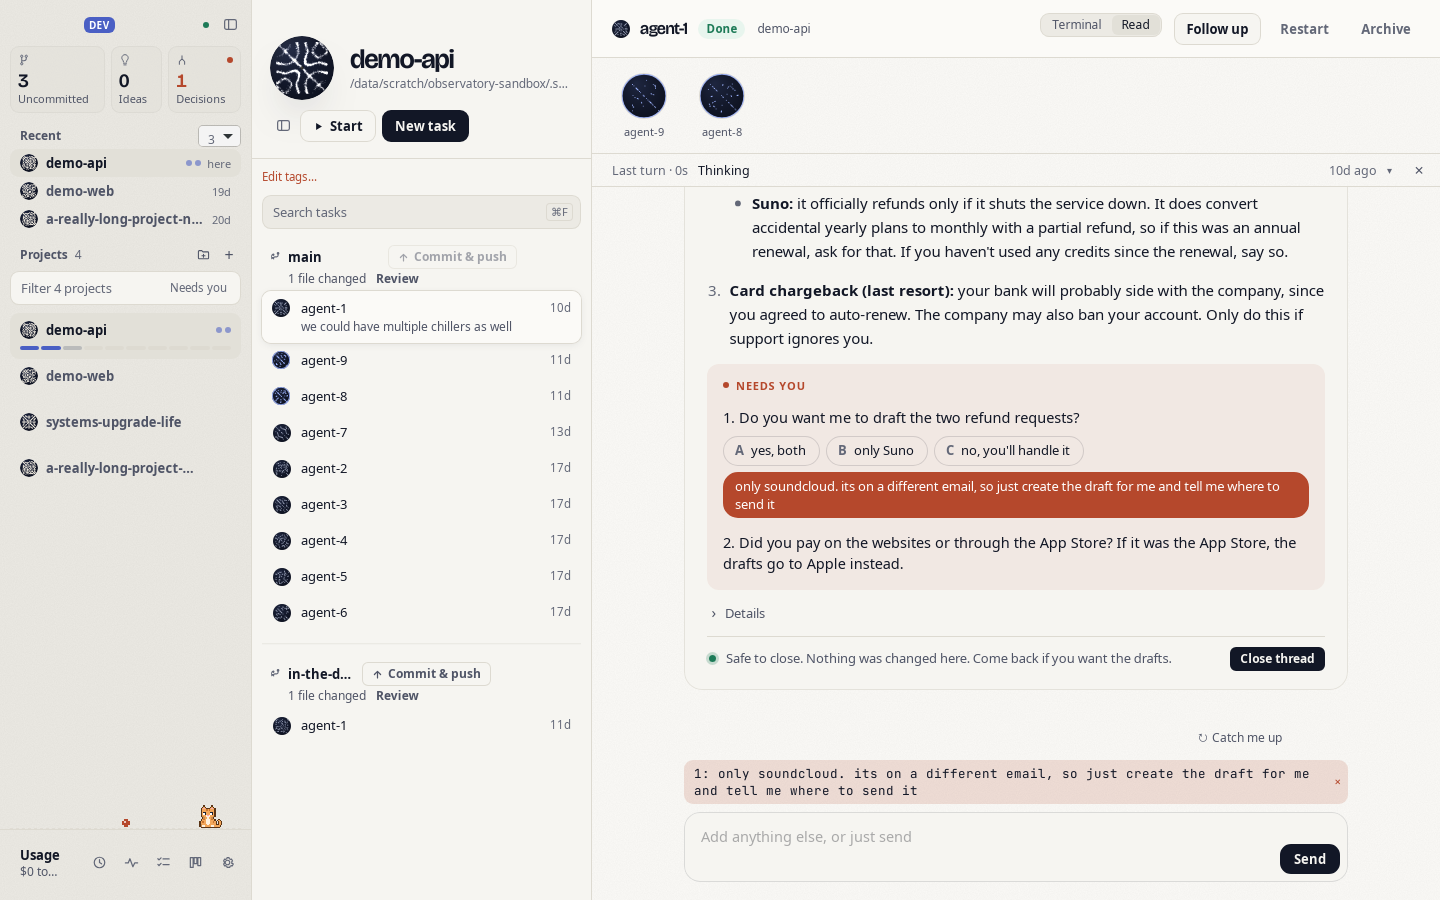 DEV
3
Uncommitted
0
Ideas
1
Decisions
Recent
3
demo-api
here
demo-web
19d
a-really-long-project-n...
20d
Projects 4
Filter 4 projects
Needs you
demo-api
demo-web
systems-upgrade-life
a-really-long-project-...
Usage
$0 to...
demo-api
/data/scratch/observatory-sandbox/.s...
Start
New task
Edit tags...
Search tasks
⌘F
main
Commit & push
1 file changed Review
agent-1
10d
we could have multiple chillers as well
agent-9
11d
agent-8
11d
agent-7
13d
agent-2
17d
agent-3
17d
agent-4
17d
agent-5
17d
agent-6
17d
in-the-d...
Commit & push
1 file changed Review
agent-1
11d
agent-1
Done
demo-api
Terminal
Read
Follow up
Restart
Archive
agent-9
agent-8
Last turn · 0s Thinking
10d ago
Suno: it officially refunds only if it shuts the service down. It does convert
accidental yearly plans to monthly with a partial refund, so if this was an annual
renewal, ask for that. If you haven't used any credits since the renewal, say so.
3. Card chargeback (last resort): your bank will probably side with the company, since
you agreed to auto-renew. The company may also ban your account. Only do this if
support ignores you.
NEEDS YOU
1. Do you want me to draft the two refund requests?
A yes, both
B only Suno
C no, you'll handle it
only soundcloud. its on a different email, so just create the draft for me and tell me where to
send it
2. Did you pay on the websites or through the App Store? If it was the App Store, the
drafts go to Apple instead.
Details
Safe to close. Nothing was changed here. Come back if you want the drafts.
Close thread
Catch me up
1: only soundcloud. its on a different email, so just create the draft for me
and tell me where to send it
Add anything else, or just send
Send